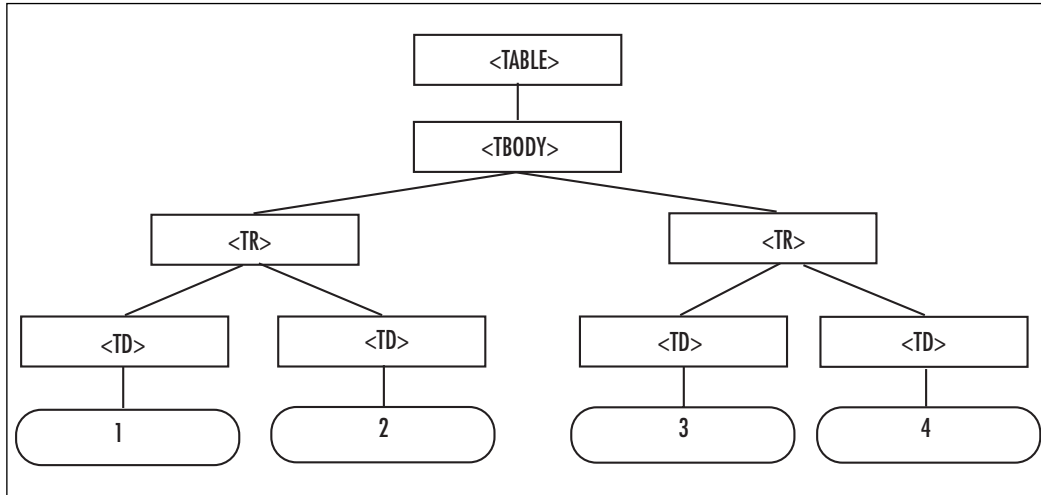 <TABLE>
<TBODY>
<TR> <TR>
<TD> <TD> <TD> <TD>
1 2 3 4